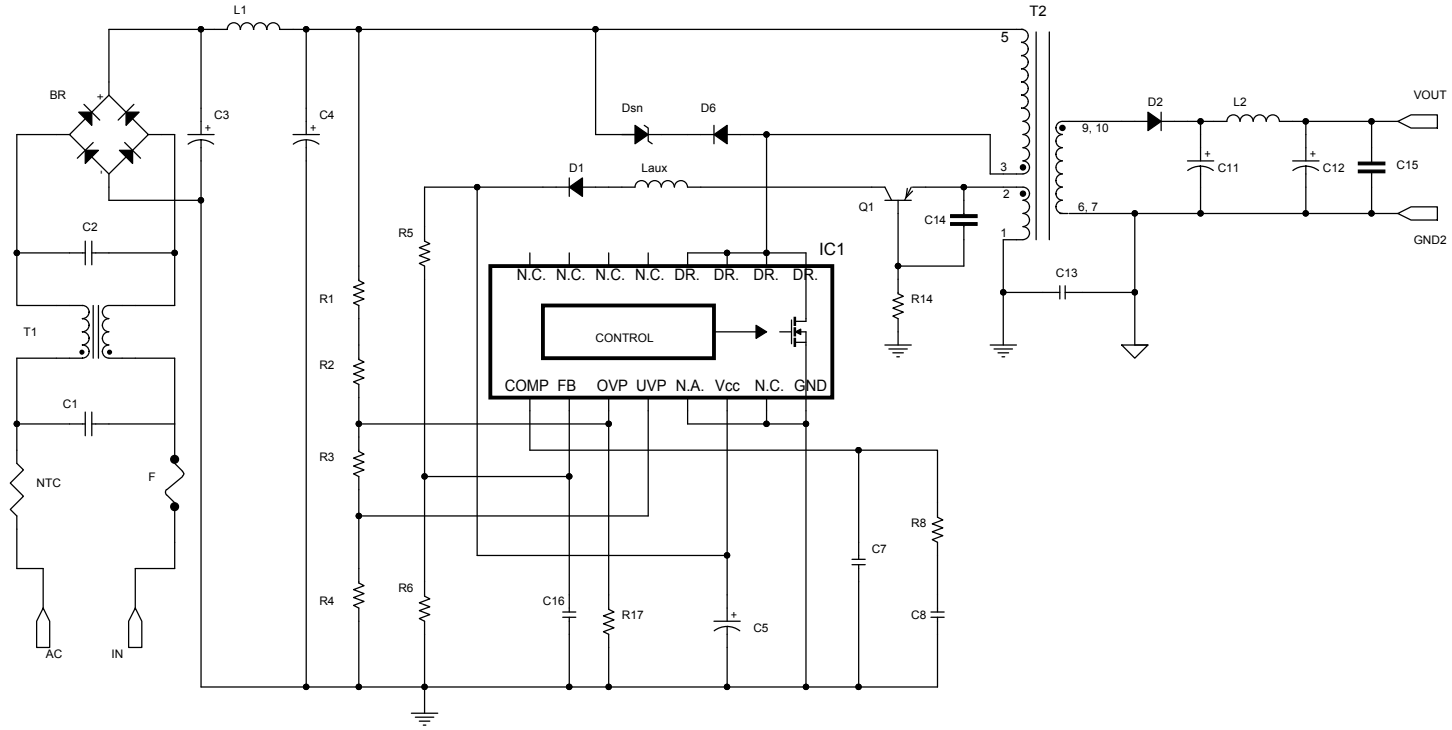 L1
T2
5
BR
+
-
C3
+
C4
+
Dsn
D6
3
2
1
9, 10
6, 7
D2
L2
VOUT
+
C11
+
C12
C15
GND2
D1
Laux
Q1
C14
C2
R5
IC1
N.C. N.C. N.C. N.C. DR. DR. DR. DR.
C13
R14
R1
T1
CONTROL
R2
COMP FB OVP UVP N.A. Vcc N.C. GND
C1
R3
NTC
F
R8
C7
R4
R6
C16
R17
+
C5
C8
AC
IN